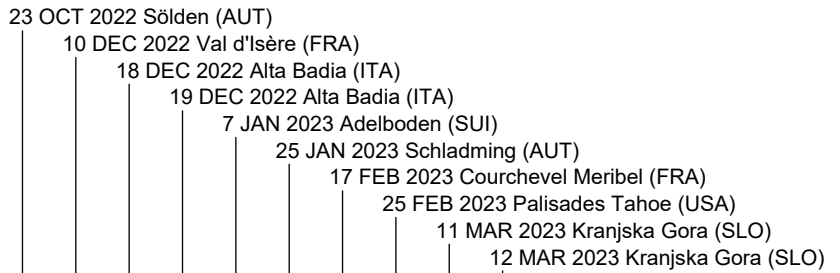 23 OCT 2022 Sölden (AUT)
10 DEC 2022 Val d'Isère (FRA)
18 DEC 2022 Alta Badia (ITA)
19 DEC 2022 Alta Badia (ITA)
7 JAN 2023 Adelboden (SUI)
25 JAN 2023 Schladming (AUT)
17 FEB 2023 Courchevel Meribel (FRA)
25 FEB 2023 Palisades Tahoe (USA)
11 MAR 2023 Kranjska Gora (SLO)
12 MAR 2023 Kranjska Gora (SLO)